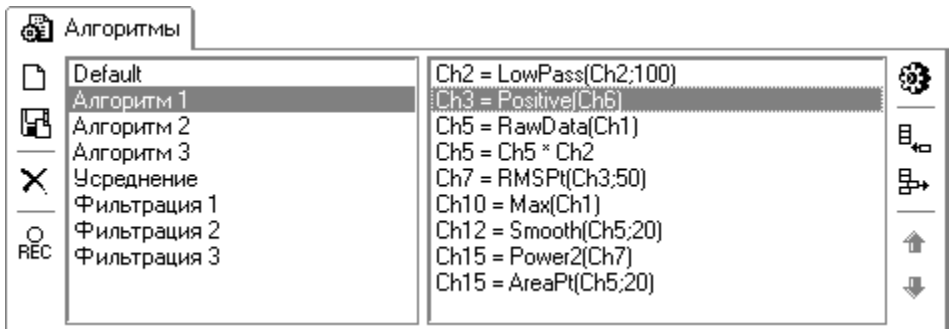 Алгоритмы
Default
Алгоритм 1
Алгоритм 2
Алгоритм 3
Усреднение
Фильтрация 1
Фильтрация 2
Фильтрация 3
REC
Ch2 = LowPass(Ch2;100)
Ch3 = Positive(Ch6)
Ch5 = RawData(Ch1)
Ch5 = Ch5 * Ch2
Ch7 = RMSPt(Ch3;50)
Ch10 = Max(Ch1)
Ch12 = Smooth(Ch5;20)
Ch15 = Power2(Ch7)
Ch15 = AreaPt(Ch5;20)